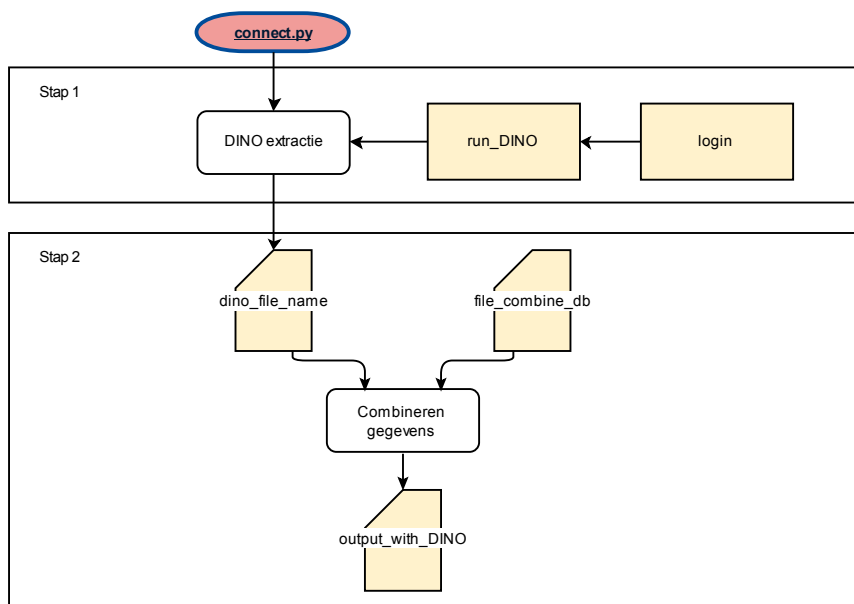 connect.py
Stap 1
DINO extractie
run_DINO
login
Stap 2
dino_file_name
file_combine_db
Combineren
gegevens
output_with_DINO